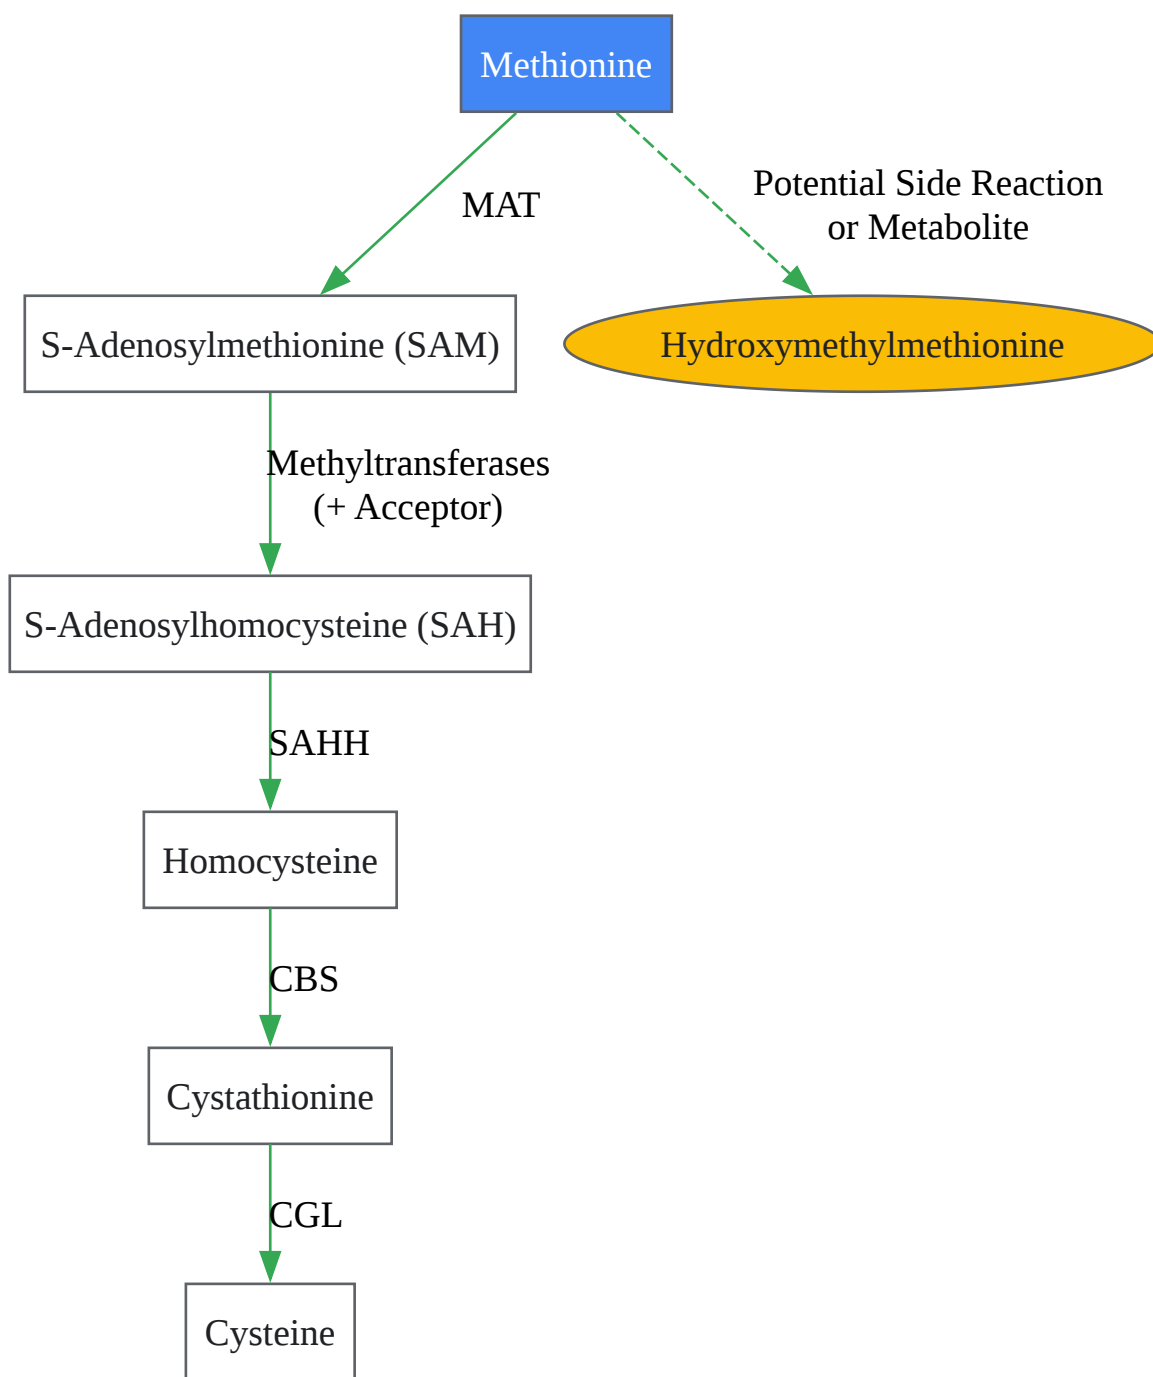 Methionine
MAT
Potential Side Reaction
or Metabolite
S-Adenosylmethionine (SAM)
Hydroxymethylmethionine
Methyltransferases
(+ Acceptor)
S-Adenosylhomocysteine (SAH)
SAHH
Homocysteine
CBS
Cystathionine
CGL
Cysteine